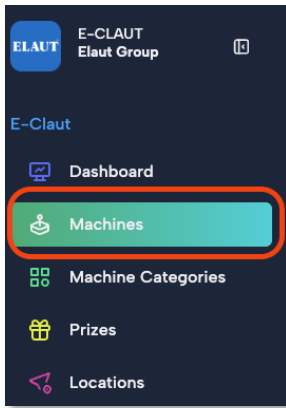 ELAUT
E-CLAUT
Elaut Group
E-Claut
Dashboard
Machines
Machine Categories
Prizes
Locations